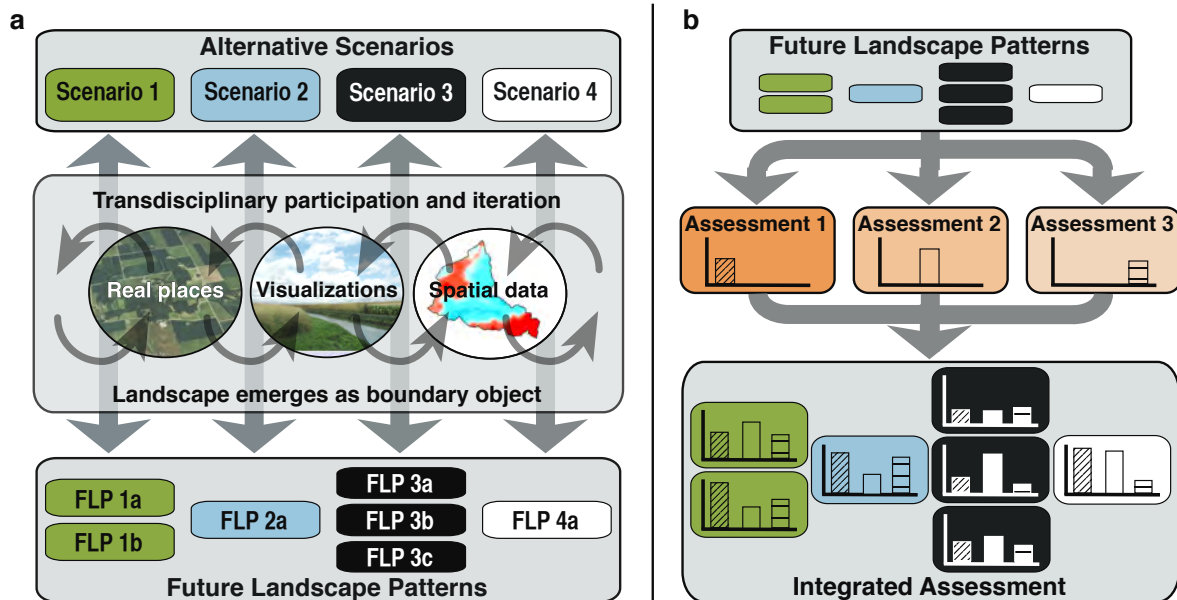 a
Alternative Scenarios
Scenario 1
Scenario 2
Scenario 3
Scenario 4
Transdisciplinary participation and iteration
Real places
Visualizations
Spatial data
Landscape emerges as boundary object
FLP 1a
FLP 1b
FLP 2a
FLP 3a
FLP 3b
FLP 3c
FLP 4a
Future Landscape Patterns
b
Future Landscape Patterns
Assessment 1
Assessment 2
Assessment 3
Integrated Assessment